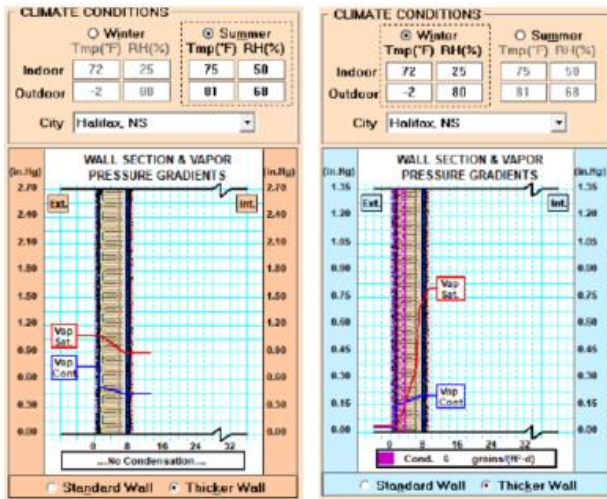 CLIMATE CONDITIONS
Winter Summer
Tmp(°F) RH(%) Tmp(°F) RH(%)
Indoor 72 25 75 50
Outdoor -2 80 81 68
City Halifax, NS
WALL SECTION & VAPOR
PRESSURE GRADIENTS
(in.Hg) (in.Hg)
2.70 2.70
Ext. Int.
2.40 2.40
2.10 2.10
1.80 1.80
1.50 1.50
1.20 1.20
Vap
Sat.
0.90 0.90
Vap
Cont.
0.60 0.60
0.30 0.30
0.00 0.00
0 8 16 24 32
....No Condensation....
Standard Wall Thicker Wall
CLIMATE CONDITIONS
Winter Summer
Tmp(°F) RH(%) Tmp(°F) RH(%)
Indoor 72 25 75 50
Outdoor -2 80 81 68
City Halifax, NS
WALL SECTION & VAPOR
PRESSURE GRADIENTS
(in.Hg) (in.Hg)
1.35 1.35
Ext. Int.
1.20 1.20
1.05 1.05
0.90 0.90
Vap
Sat.
0.75 0.75
0.60 0.60
0.45 0.45
0.30 0.30
Vap
Cont
0.15 0.15
0.00 0.00
0 8 16 24 32
Cond. 6 grains/(ft²-d)
Standard Wall Thicker Wall